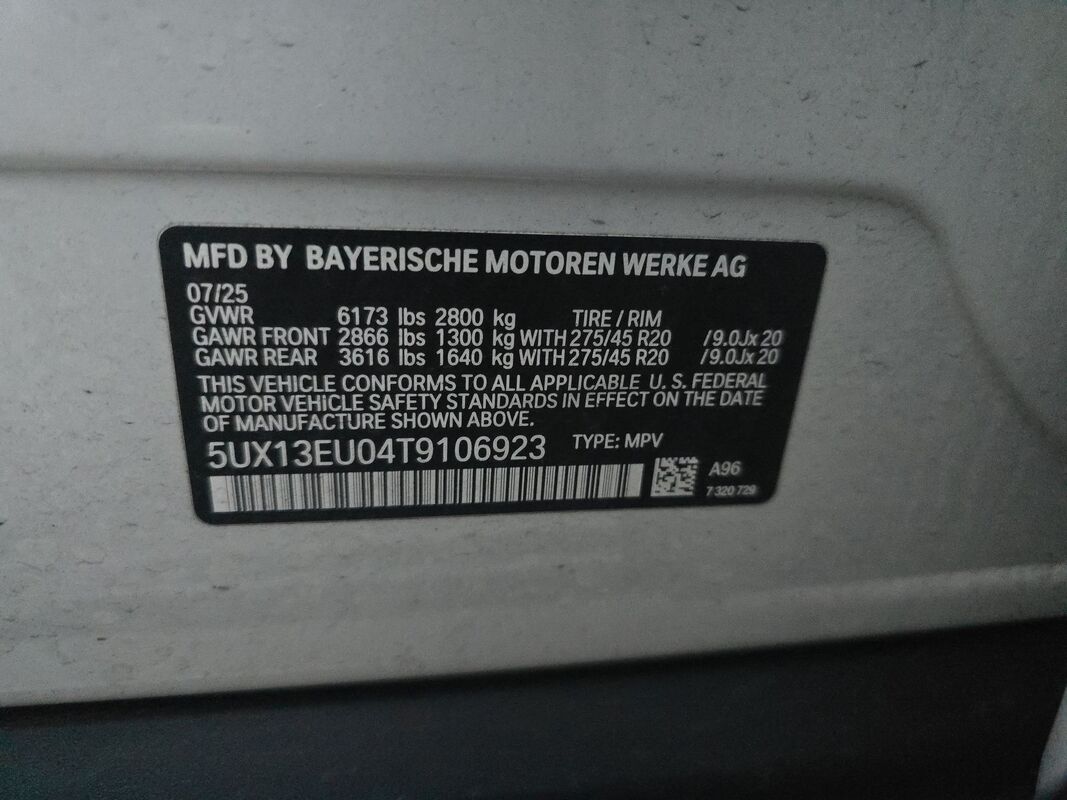 MFD BY BAYERISCHE MOTOREN WERKE AG
07/25
GVWR 6173 lbs 2800 kg TIRE / RIM
GAWR FRONT 2866 lbs 1300 kg WITH 275/45 R20 /9.0Jx 20
GAWR REAR 3616 lbs 1640 kg WITH 275/45 R20 /9.0Jx 20
THIS VEHICLE CONFORMS TO ALL APPLICABLE U. S. FEDERAL
MOTOR VEHICLE SAFETY STANDARDS IN EFFECT ON THE DATE
OF MANUFACTURE SHOWN ABOVE.
5UX13EU04T9106923 TYPE: MPV
A96
7 320 729